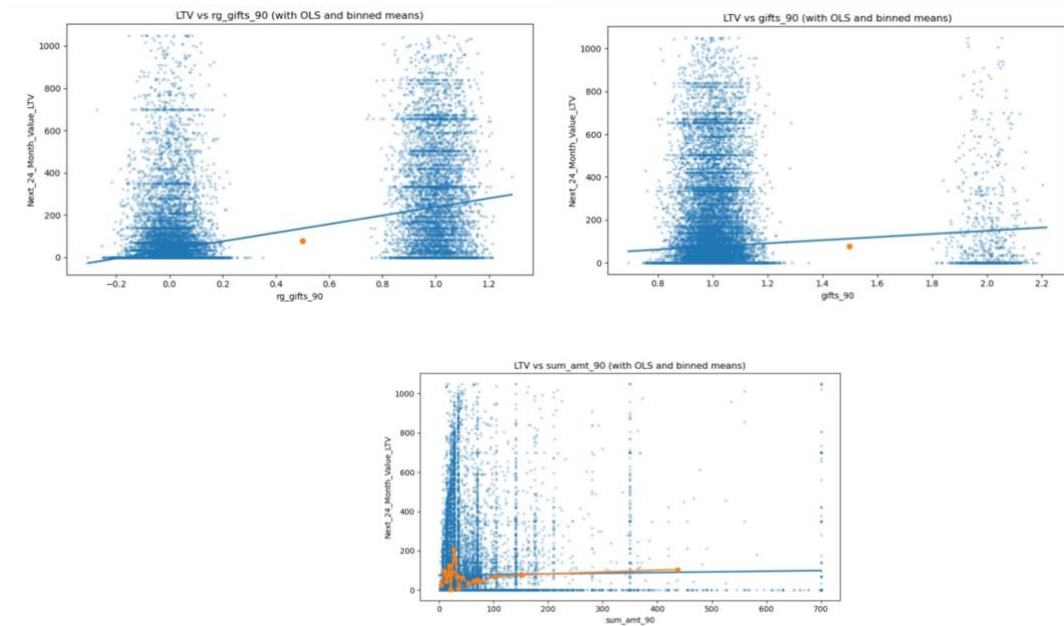 LTV vs rg_gifts_90 (with OLS and binned means)
1000
800
600
400
200
0
Next_24_Month_Value_LTV
−0.2 0.0 0.2 0.4 0.6 0.8 1.0 1.2
rg_gifts_90
LTV vs gifts_90 (with OLS and binned means)
1000
800
600
400
200
0
Next_24_Month_Value_LTV
0.8 1.0 1.2 1.4 1.6 1.8 2.0 2.2
gifts_90
LTV vs sum_amt_90 (with OLS and binned means)
1000
800
600
400
200
0
Next_24_Month_Value_LTV
0 100 200 300 400 500 600 700
sum_amt_90